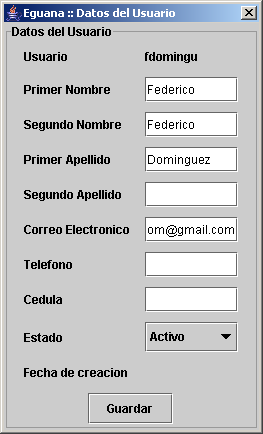 Eguana :: Datos del Usuario
Datos del Usuario
Usuario fdomingu
Primer Nombre Federico
Segundo Nombre Federico
Primer Apellido Dominguez
Segundo Apellido
Correo Electronico om@gmail.com
Telefono
Cedula
Estado Activo
Fecha de creacion
Guardar